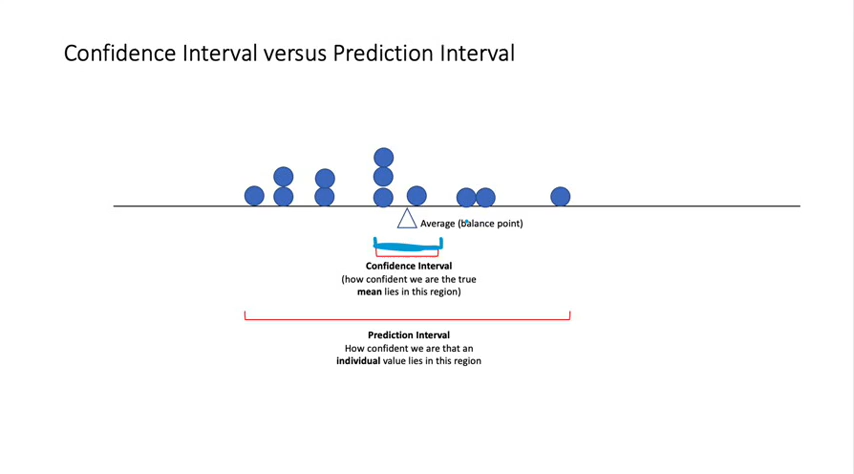 Confidence Interval versus Prediction Interval
Average (balance point)
Confidence Interval
(how confident we are the true
mean lies in this region)
Prediction Interval
How confident we are that an
individual value lies in this region